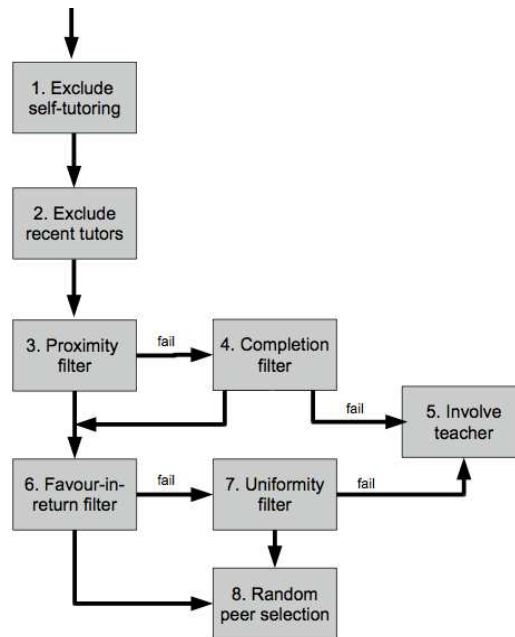 1. Exclude
self-tutoring
2. Exclude
recent tutors
3. Proximity
filter
fail
4. Completion
filter
fail
5. Involve
teacher
6. Favour-in-
return filter
fail
7. Uniformity
filter
fail
8. Random
peer selection